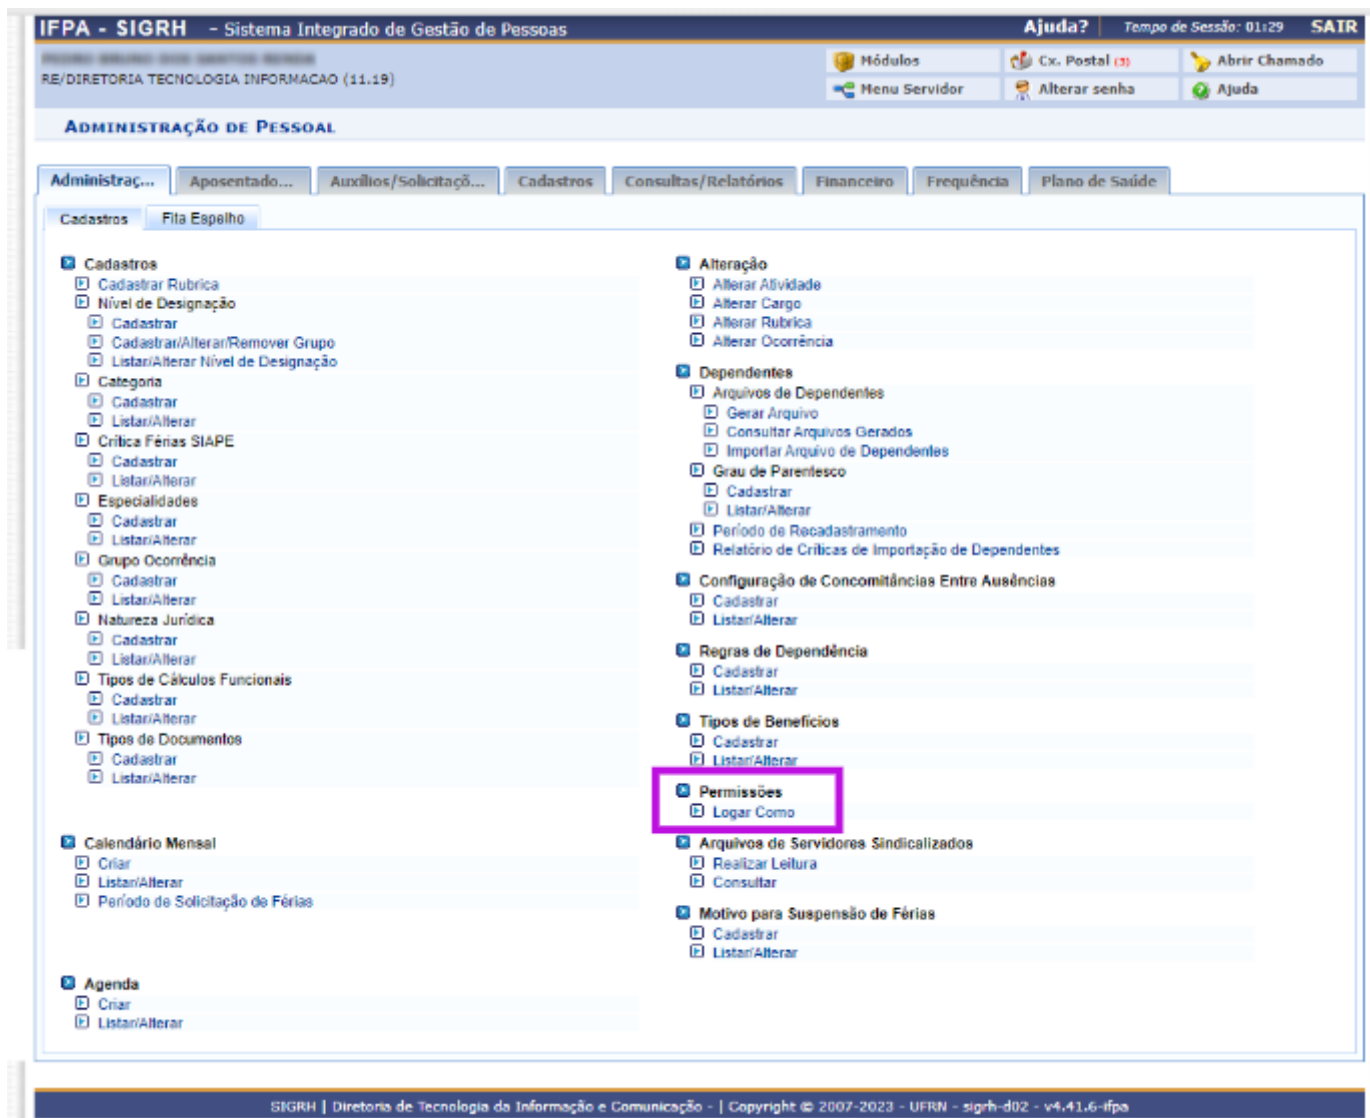 IFPA - SIGRH - Sistema Integrado de Gestão de Pessoas
Ajuda? Tempo de Sessão: 01:29 SAIR
RE/DIRETORIA TECNOLOGIA INFORMACAO (11.19)
Módulos Cx. Postal (3) Abrir Chamado
Menu Servidor Alterar senha Ajuda
Administração de Pessoal
Administraç... Aposentado... Auxílios/Solicitaçõ... Cadastros Consultas/Relatórios Financeiro Frequência Plano de Saúde
Cadastros Fita Espelho
Cadastros
Cadastrar Rubrica
Nível de Designação
Cadastrar
Cadastrar/Alterar/Remover Grupo
Listar/Alterar Nível de Designação
Categoria
Cadastrar
Listar/Alterar
Crítica Férias SIAPE
Cadastrar
Listar/Alterar
Especialidades
Cadastrar
Listar/Alterar
Grupo Ocorrência
Cadastrar
Listar/Alterar
Natureza Jurídica
Cadastrar
Listar/Alterar
Tipos de Cálculos Funcionais
Cadastrar
Listar/Alterar
Tipos de Documentos
Cadastrar
Listar/Alterar
Calendário Mensal
Criar
Listar/Alterar
Período de Solicitação de Férias
Agenda
Criar
Listar/Alterar
Alteração
Alterar Atividade
Alterar Cargo
Alterar Rubrica
Alterar Ocorrência
Dependentes
Arquivos de Dependentes
Gerar Arquivo
Consultar Arquivos Gerados
Importar Arquivo de Dependentes
Grau de Parentesco
Cadastrar
Listar/Alterar
Período de Recadastramento
Relatório de Críticas de Importação de Dependentes
Configuração de Concomitâncias Entre Ausências
Cadastrar
Listar/Alterar
Regras de Dependência
Cadastrar
Listar/Alterar
Tipos de Benefícios
Cadastrar
Listar/Alterar
Permissões
Logar Como
Arquivos de Servidores Sindicalizados
Realizar Leitura
Consultar
Motivo para Suspensão de Férias
Cadastrar
Listar/Alterar
SIGRH | Diretoria de Tecnologia da Informação e Comunicação - | Copyright © 2007-2023 - UFRN - sigrh-d02 - v4.41.6-ifpa